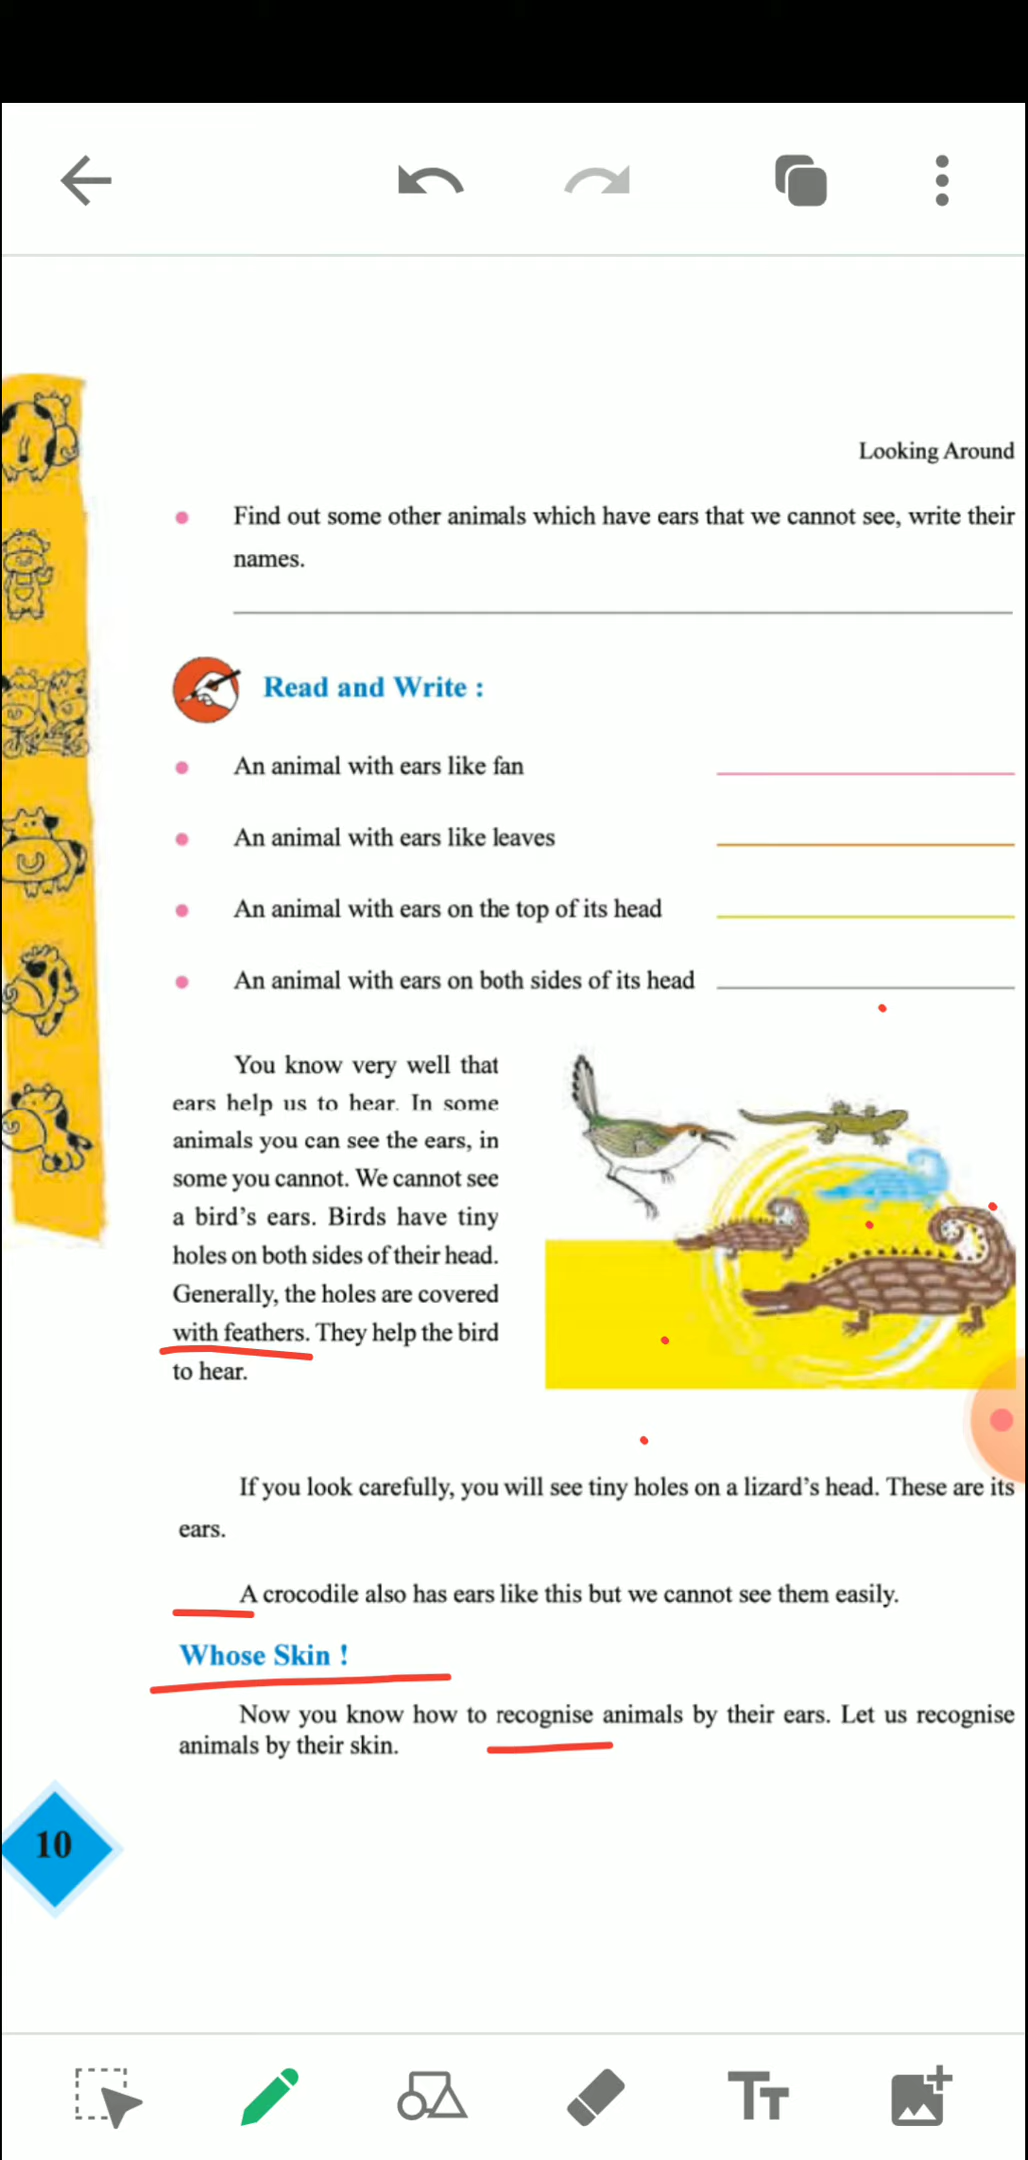 Looking Around
Find out some other animals which have ears that we cannot see, write their
names.
Read and Write :
An animal with ears like fan
An animal with ears like leaves
An animal with ears on the top of its head
An animal with ears on both sides of its head
You know very well that
ears help us to hear. In some
animals you can see the ears, in
some you cannot. We cannot see
a bird's ears. Birds have tiny
holes on both sides of their head.
Generally, the holes are covered
with feathers. They help the bird
to hear.
If you look carefully, you will see tiny holes on a lizard's head. These are its
ears.
A crocodile also has ears like this but we cannot see them easily.
Whose Skin !
Now you know how to recognise animals by their ears. Let us recognise
animals by their skin.
10
TT